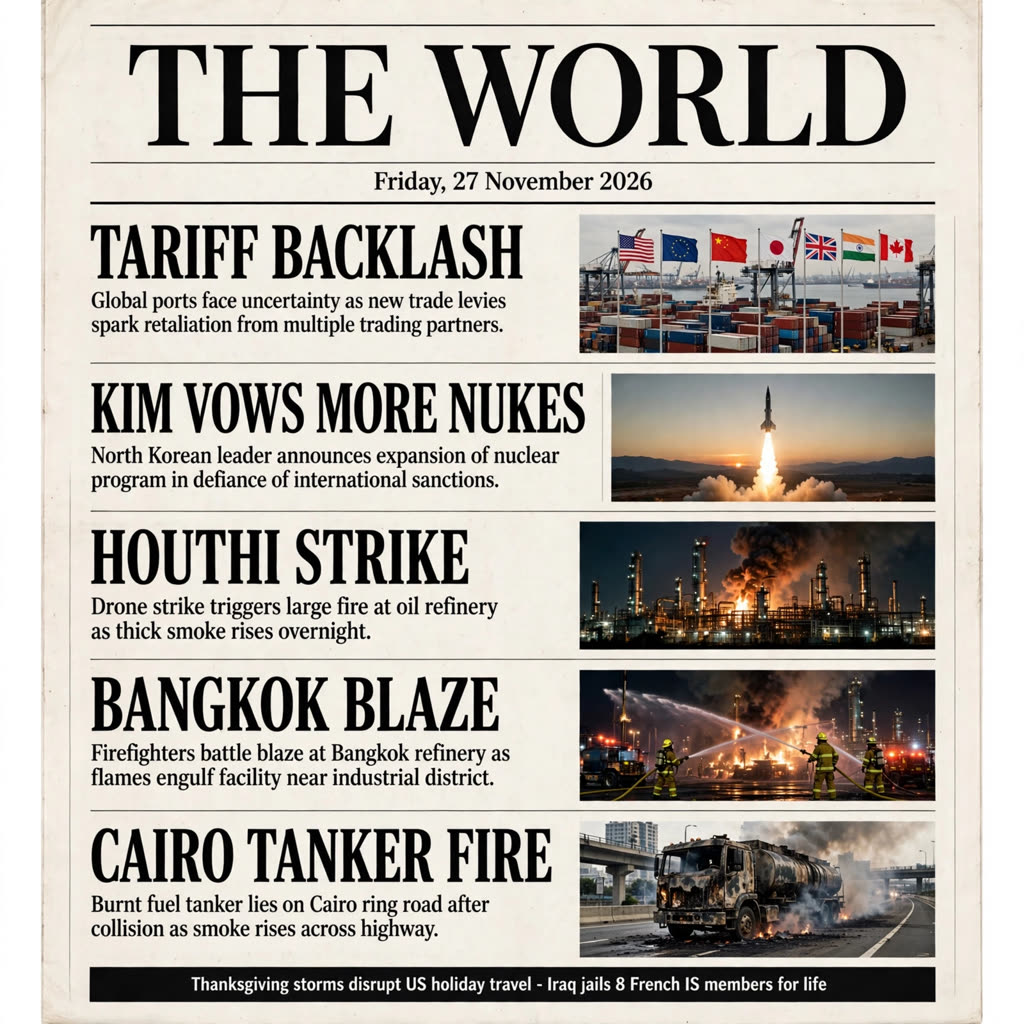 THE WORLD
Friday, 27 November 2026
TARIFF BACKLASH
Global ports face uncertainty as new trade levies
spark retaliation from multiple trading partners.
KIM VOWS MORE NUKES
North Korean leader announces expansion of nuclear
program in defiance of international sanctions.
HOUTHI STRIKE
Drone strike triggers large fire at oil refinery
as thick smoke rises overnight.
BANGKOK BLAZE
Firefighters battle blaze at Bangkok refinery as
flames engulf facility near industrial district.
CAIRO TANKER FIRE
Burnt fuel tanker lies on Cairo ring road after
collision as smoke rises across highway.
Thanksgiving storms disrupt US holiday travel - Iraq jails 8 French IS members for life